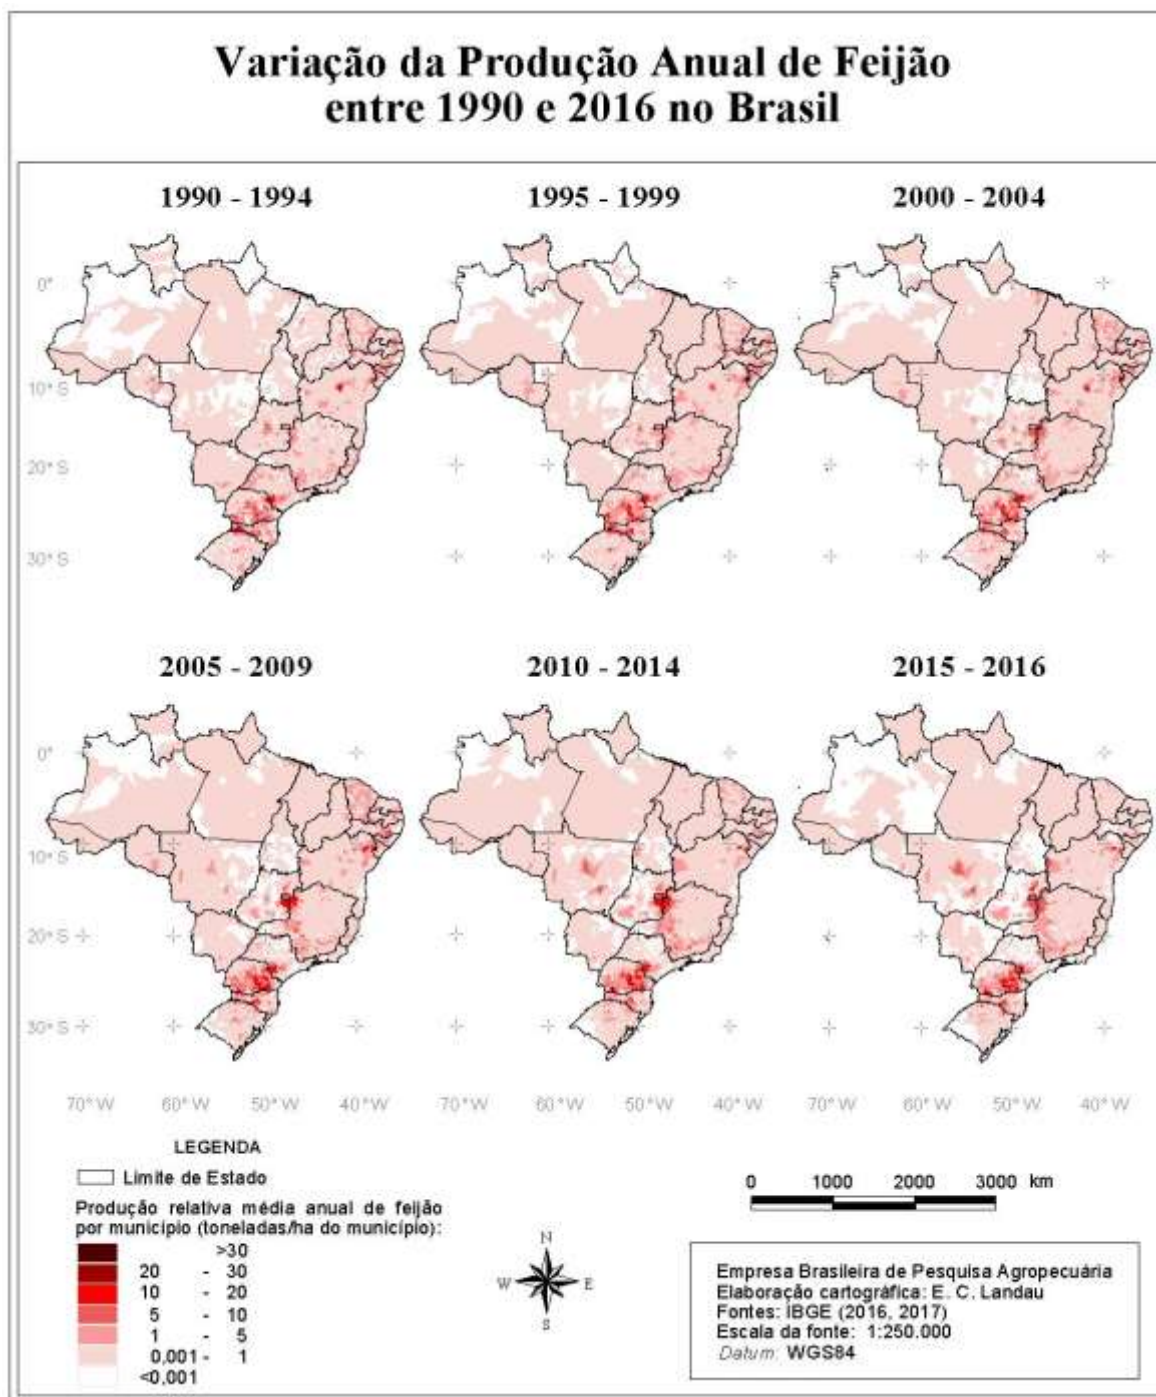 Variação da Produção Anual de Feijão
entre 1990 e 2016 no Brasil
1990 - 1994
1995 - 1999
2000 - 2004
0°
10° S
20° S
30° S
2005 - 2009
2010 - 2014
2015 - 2016
0°
10° S
20° S
30° S
70° W 60° W 50° W 40° W 70° W 60° W 50° W 40° W 70° W 60° W 50° W 40° W
LEGENDA
Limite de Estado
Produção relativa média anual de feijão
por município (toneladas/ha do município):
>30
20 - 30
10 - 20
5 - 10
1 - 5
0,001 - 1
<0,001
N
W E
S
0 1000 2000 3000 km
Empresa Brasileira de Pesquisa Agropecuária
Elaboração cartográfica: E. C. Landau
Fontes: IBGE (2016, 2017)
Escala da fonte: 1:250.000
Datum: WGS84